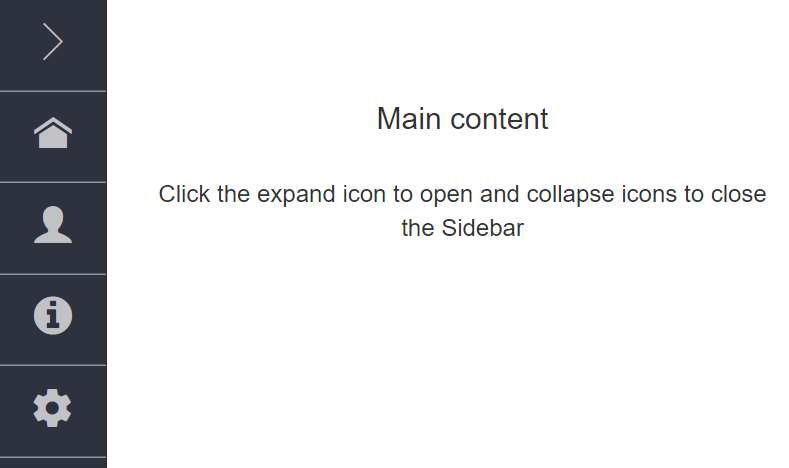 Main content
Click the expand icon to open and collapse icons to close
the Sidebar